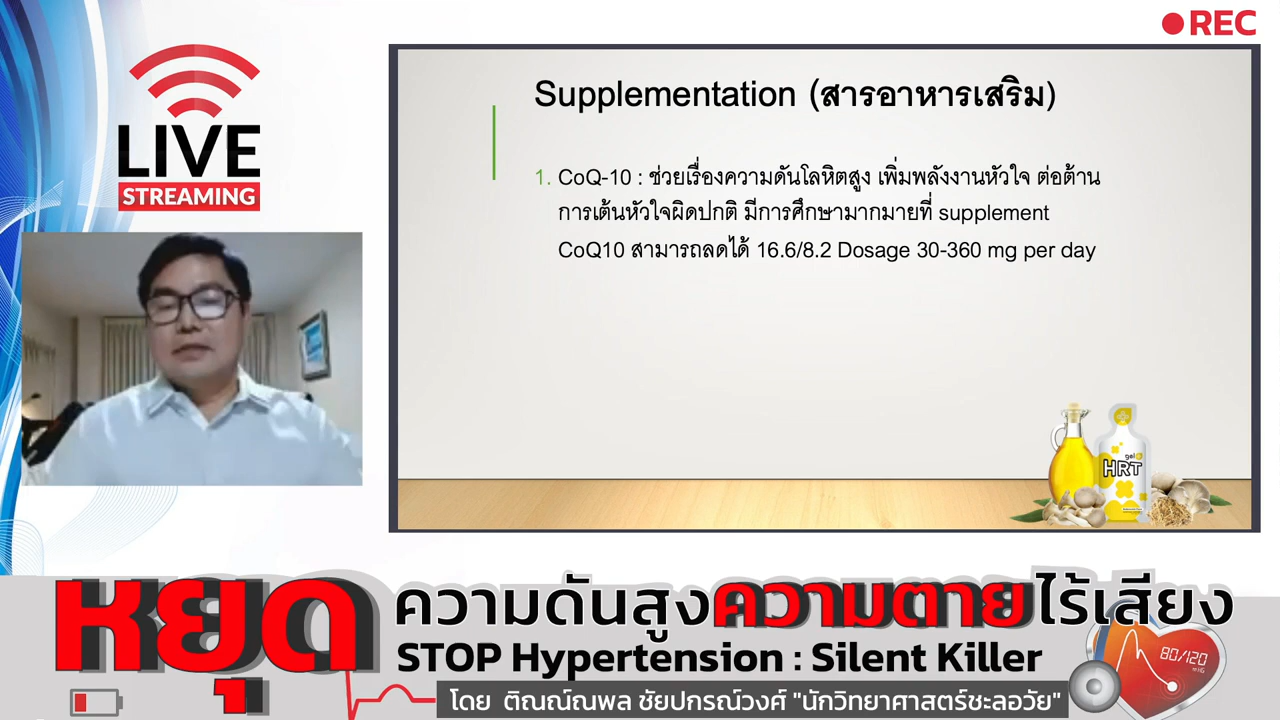 REC
LIVE
STREAMING
Supplementation (สารอาหารเสริม)
1. CoQ-10 : ช่วยเรื่องความดันโลหิตสูง เพิ่มพลังงานหัวใจ ต่อต้าน
การเต้นหัวใจผิดปกติ มีการศึกษามากมายที่ supplement
CoQ10 สามารถลดได้ 16.6/8.2 Dosage 30-360 mg per day
gel
HRT
หยุด ความดันสูงความตายไร้เสียง
STOP Hypertension : Silent Killer
80/120
โดย ติณณ์ณพล ชัยปกรณ์วงศ์ "นักวิทยาศาสตร์ชะลอวัย"